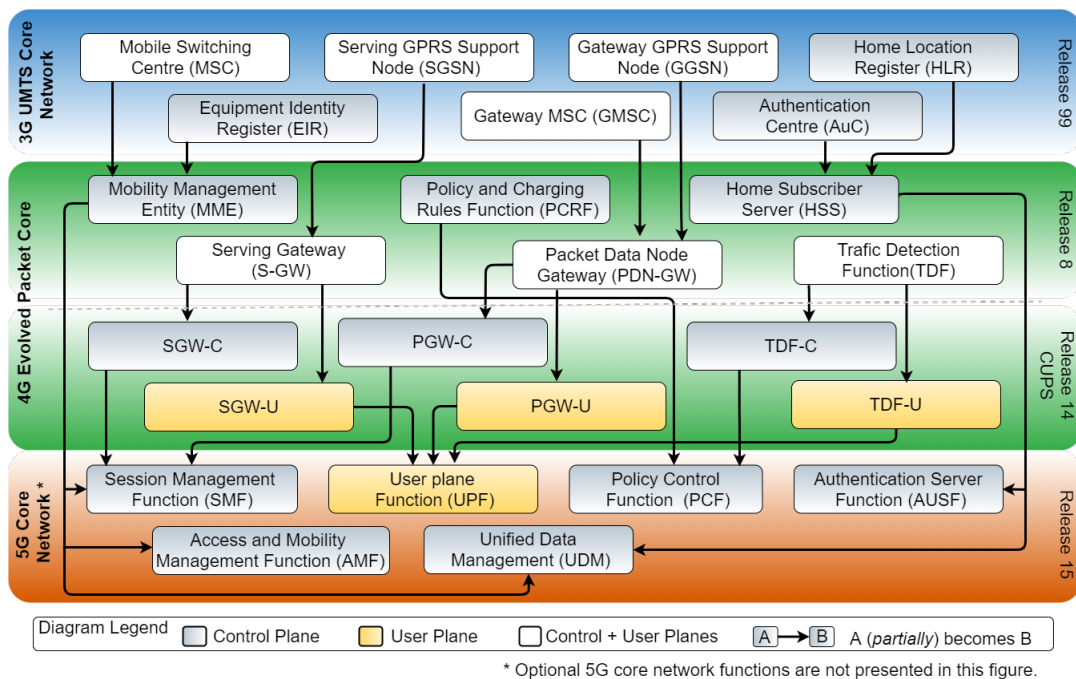 3G UMTS Core
Network
Release 99
Mobile Switching
Centre (MSC)
Serving GPRS Support
Node (SGSN)
Gateway GPRS Support
Node (GGSN)
Home Location
Register (HLR)
Equipment Identity
Register (EIR)
Gateway MSC (GMSC)
Authentication
Centre (AuC)
4G Evolved Packet Core
Release 8
Mobility Management
Entity (MME)
Policy and Charging
Rules Function (PCRF)
Home Subscriber
Server (HSS)
Serving Gateway
(S-GW)
Packet Data Node
Gateway (PDN-GW)
Trafic Detection
Function(TDF)
Release 14
CUPS
SGW-C
PGW-C
TDF-C
SGW-U
PGW-U
TDF-U
5G Core
Network *
Release 15
Session Management
Function (SMF)
User plane
Function (UPF)
Policy Control
Function (PCF)
Authentication Server
Function (AUSF)
Access and Mobility
Management Function (AMF)
Unified Data
Management (UDM)
Diagram Legend
Control Plane
User Plane
Control + User Planes
A
B
A (partially) becomes B
* Optional 5G core network functions are not presented in this figure.